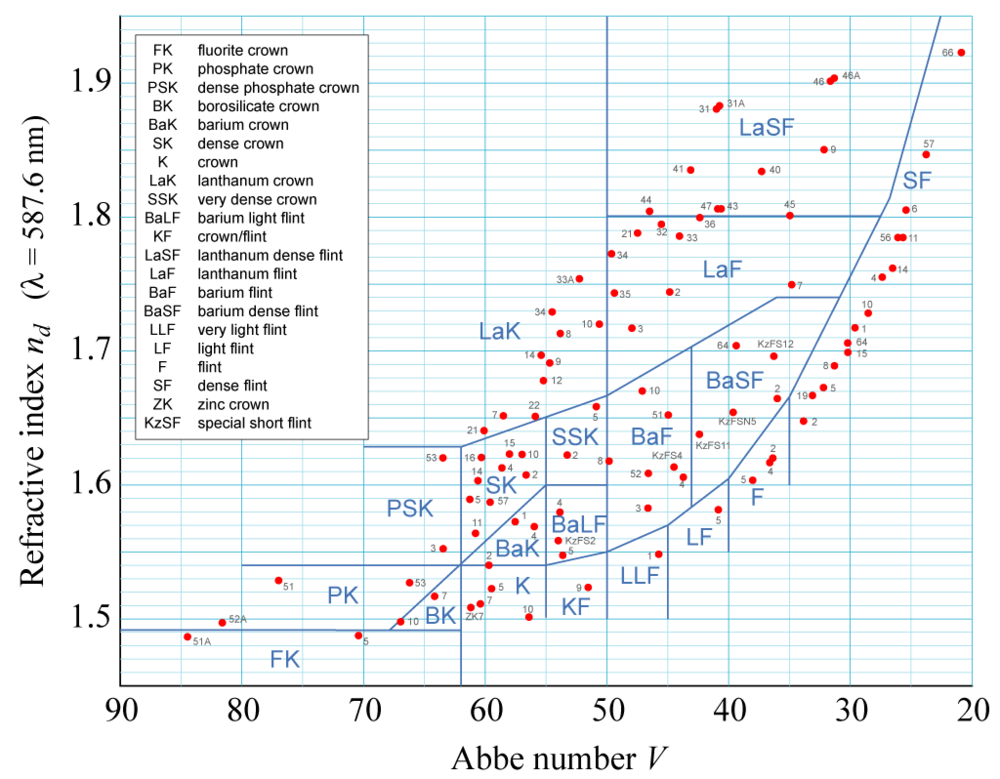 Refractive index n_d (λ = 587.6 nm)
1.9
1.8
1.7
1.6
1.5
FK fluorite crown
PK phosphate crown
PSK dense phosphate crown
BK borosilicate crown
BaK barium crown
SK dense crown
K crown
LaK lanthanum crown
SSK very dense crown
BaLF barium light flint
KF crown/flint
LaSF lanthanum dense flint
LaF lanthanum flint
BaF barium flint
BaSF barium dense flint
LLF very light flint
LF light flint
F flint
SF dense flint
ZK zinc crown
KzSF special short flint
66
46 46A
31 31A
LaSF
9
57
41 40
SF
44 47 43 45 6
36
21 32 33 56 11
34
LaF
14
4
33A
35 2 7
34 10
LaK
8 10 3 1
64 KzFS12 64
15
14 9
8
BaSF
12
10 2 5
19
7 22 5 51 KzFSN5 2
21
SSK BaF
KzFS11
53 16 15 10 2 8 KzFS4 2
4
14 4 2 52 4 5
SK
F
PSK
5 57 4 3 5
1
BaLF
11 4
LF
KzFS2
3
BaK
5 1
2
LLF
51 53
K
5 9
PK
7 7
BK
KF
ZK7
10 10
52A
51A 5
FK
90 80 70 60 50 40 30 20
Abbe number V